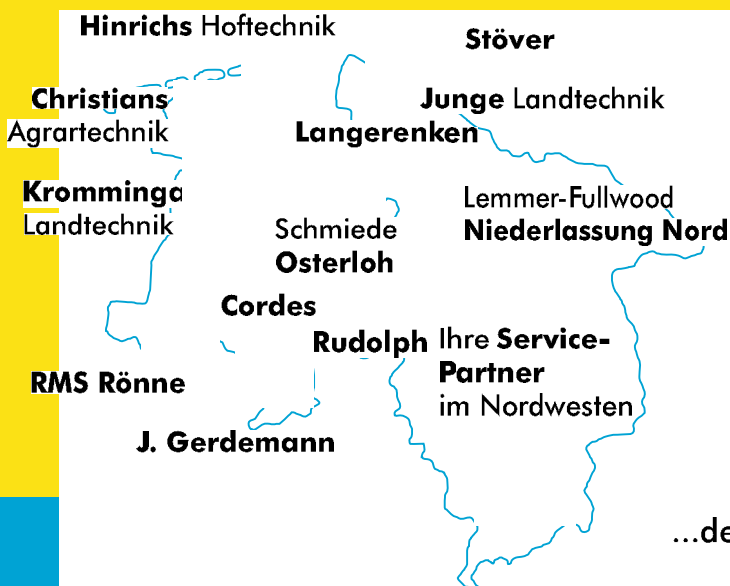 Hinrichs Hoftechnik
Stöver
Christians
Agrartechnik
Junge Landtechnik
Langerenken
Kromminga
Landtechnik
Lemmer-Fullwood
Niederlassung Nord
Schmiede
Osterloh
Cordes
Rudolph
Ihre Service-
Partner
im Nordwesten
RMS Rönne
J. Gerdemann
...de